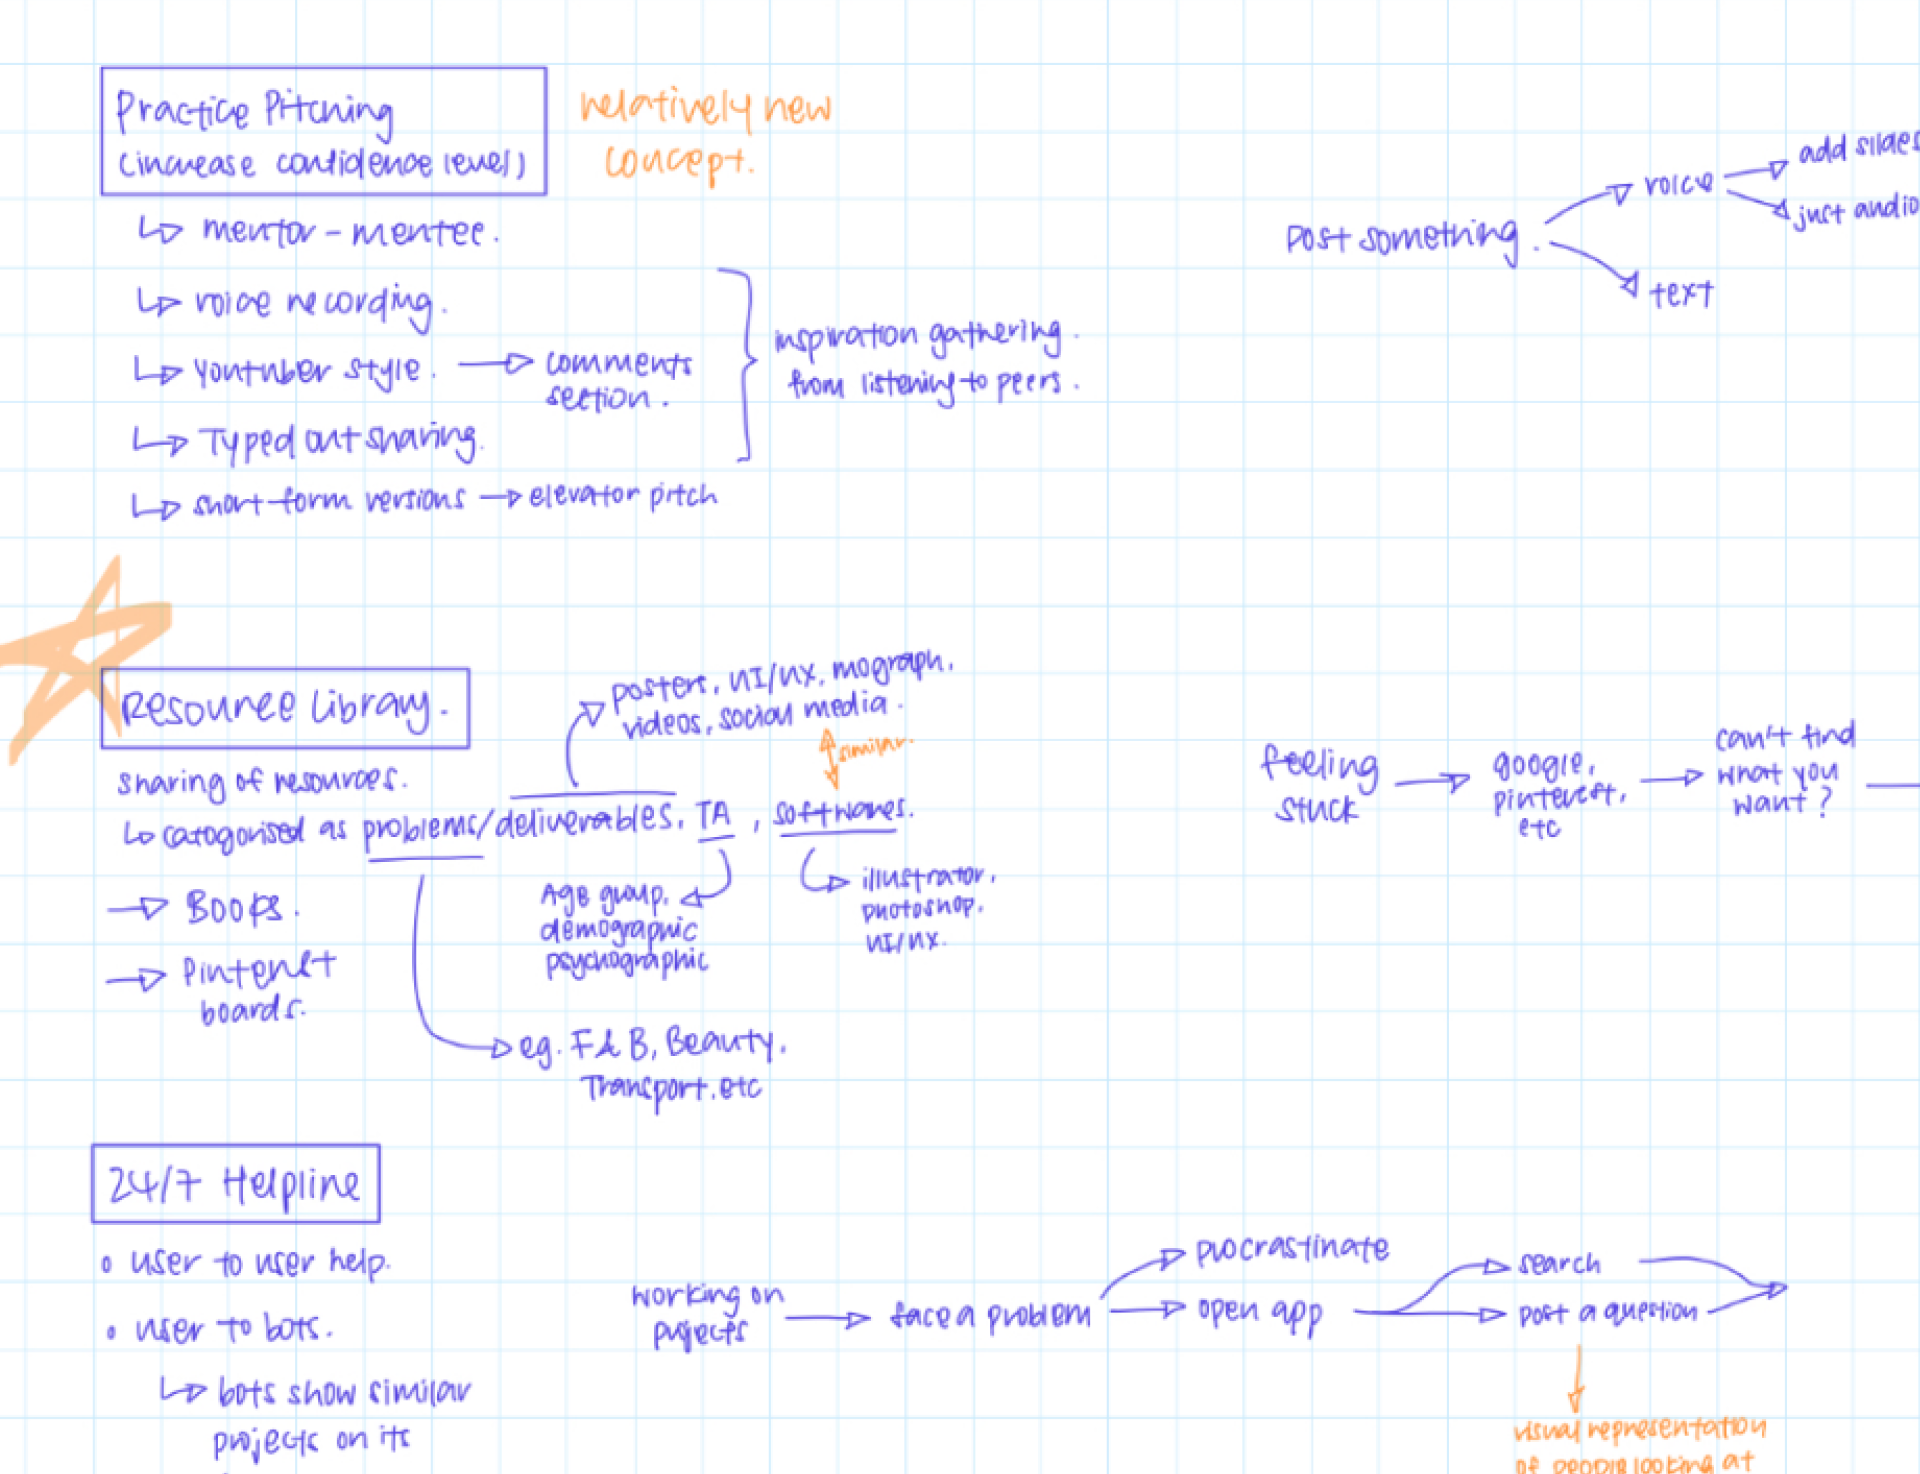 Practice Pitching
(increase confidence level)
relatively new
concept.
mentor - mentee.
voice recording.
Youtuber style.
comments
section.
Typed out sharing.
short-form versions
elevator pitch
inspiration gathering.
from listening to peers.
post something.
voice
add slides
just audio
text
Resource Library.
sharing of resources.
categorised as problems/deliverables, TA, softwares.
posters, UI/UX, mograph,
videos, social media.
similar.
Books.
Pinterest
boards.
Age group,
demographic
psychographic
illustrator,
photoshop,
UI/UX.
eg. F&B, Beauty,
Transport, etc
feeling
stuck
google,
pinterest,
etc
can't find
what you
want?
24/7 Helpline
user to user help.
user to bots.
bots show similar
projects on its
working on
projects
face a problem
procrastinate
open app
search
post a question
visual representation
of people looking at